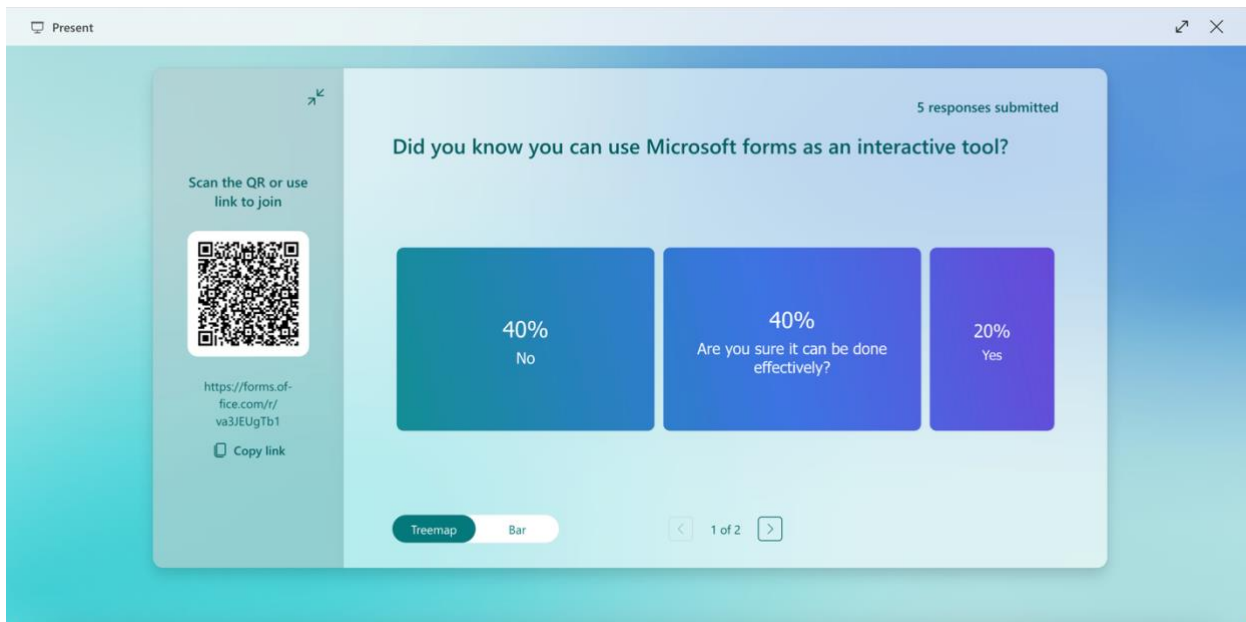 Present
5 responses submitted
Did you know you can use Microsoft forms as an interactive tool?
Scan the QR or use
link to join
https://forms.of-
fice.com/r/
va3JEUgTb1
Copy link
40%
No
40%
Are you sure it can be done
effectively?
20%
Yes
Treemap
Bar
1 of 2